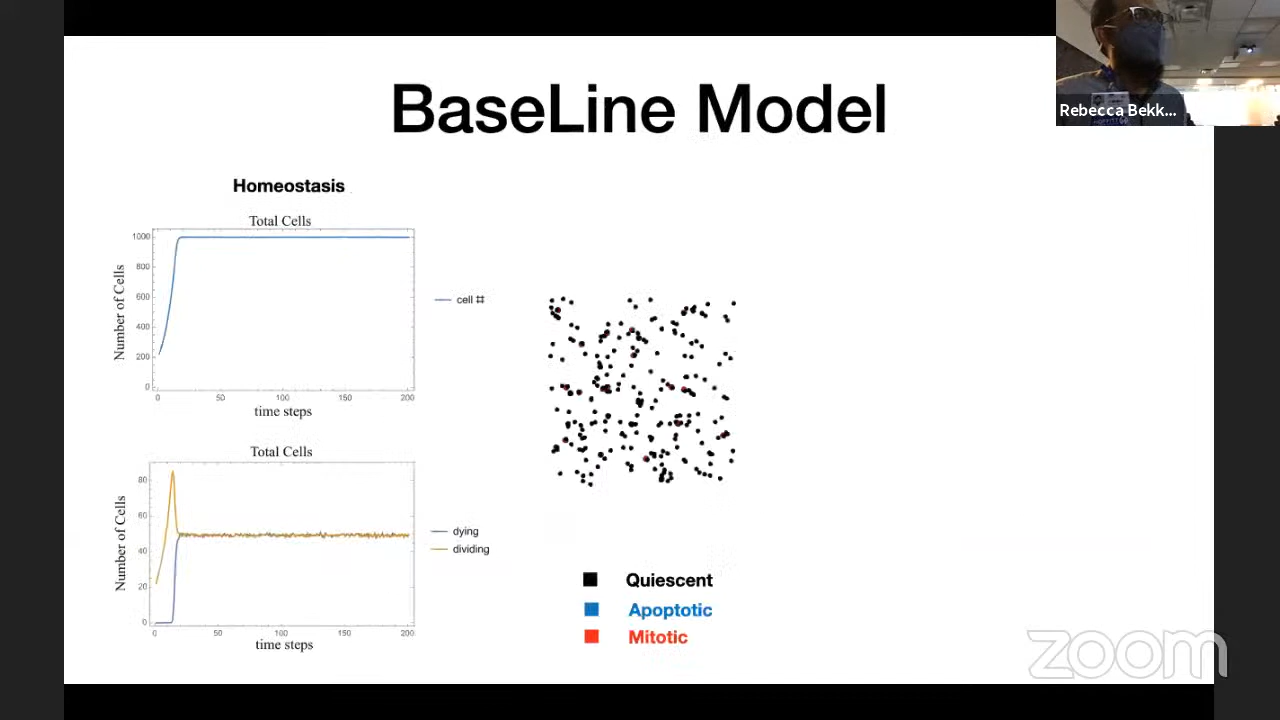 BaseLine Model
Rebecca Bekk...
Homeostasis
Total Cells
1000
800
600
400
200
0
Number of Cells
0 50 100 150 200
time steps
cell #
Total Cells
80
60
40
20
0
Number of Cells
0 50 100 150 200
time steps
dying
dividing
Quiescent
Apoptotic
Mitotic
zoom